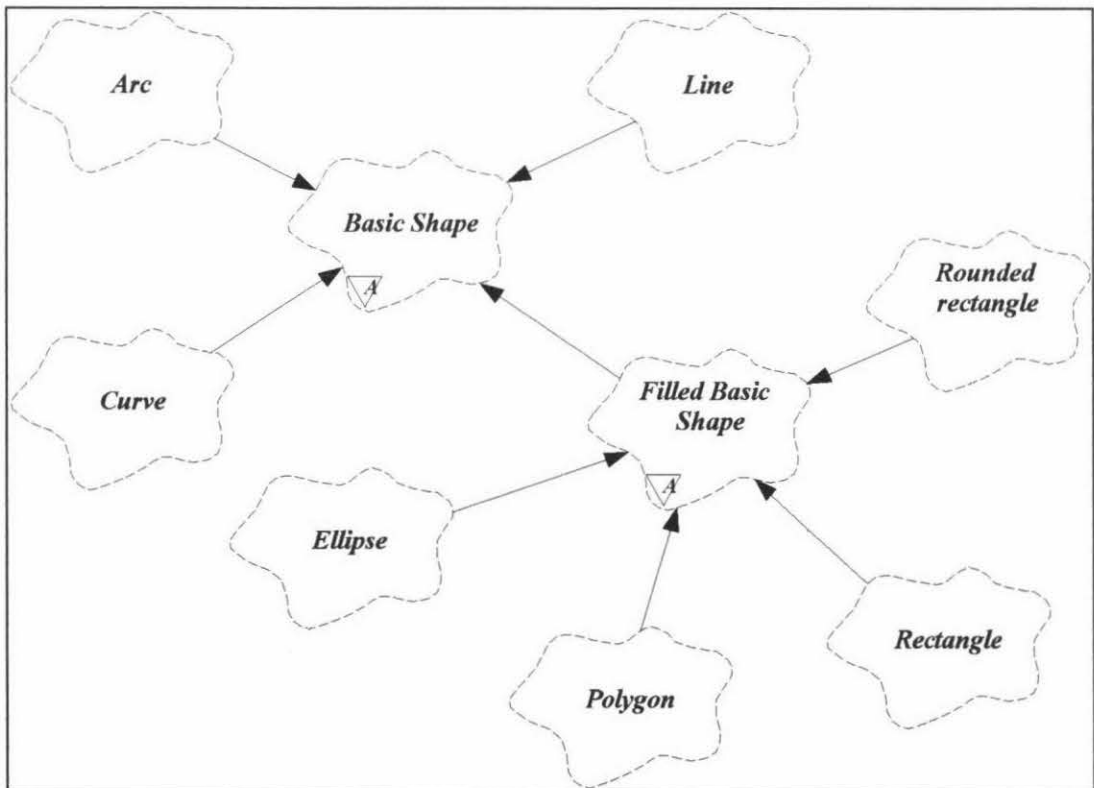 Arc
Line
Basic Shape
A
Rounded
rectangle
Curve
Filled Basic
Shape
A
Ellipse
Rectangle
Polygon